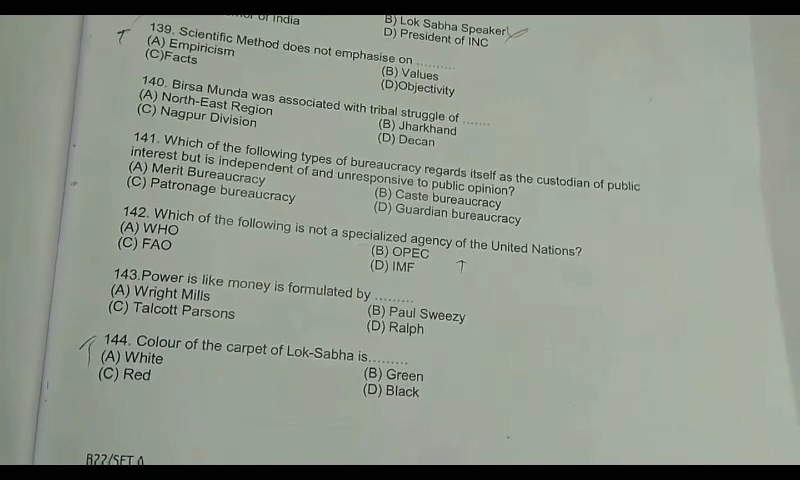 of India
B) Lok Sabha Speaker
D) President of INC
139. Scientific Method does not emphasise on ..........
(A) Empiricism
(B) Values
(C)Facts
(D)Objectivity
140. Birsa Munda was associated with tribal struggle of .......
(A) North-East Region
(B) Jharkhand
(C) Nagpur Division
(D) Decan
141. Which of the following types of bureaucracy regards itself as the custodian of public
interest but is independent of and unresponsive to public opinion?
(A) Merit Bureaucracy
(B) Caste bureaucracy
(C) Patronage bureaucracy
(D) Guardian bureaucracy
142. Which of the following is not a specialized agency of the United Nations?
(A) WHO
(B) OPEC
(C) FAO
(D) IMF
143.Power is like money is formulated by .........
(A) Wright Mills
(B) Paul Sweezy
(C) Talcott Parsons
(D) Ralph
144. Colour of the carpet of Lok-Sabha is.........
(A) White
(B) Green
(C) Red
(D) Black
B22/SET A